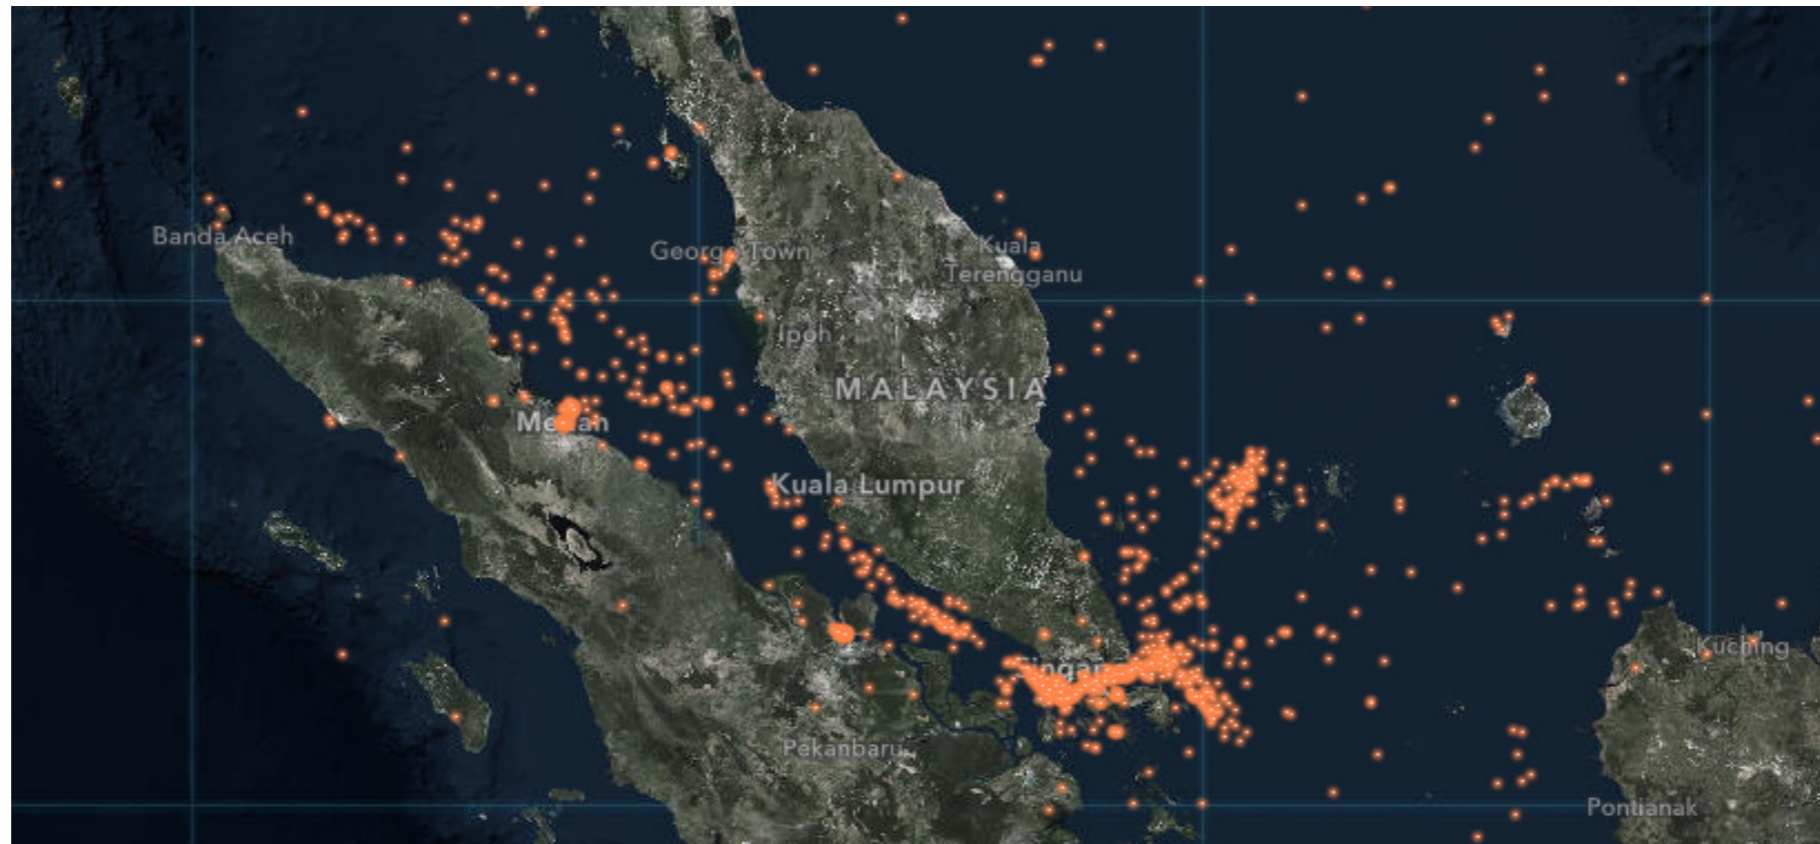 Banda Aceh
George Town
Kuala
Terengganu
Ipoh
MALAYSIA
Medan
Kuala Lumpur
Kuching
Pekanbaru
Pontianak